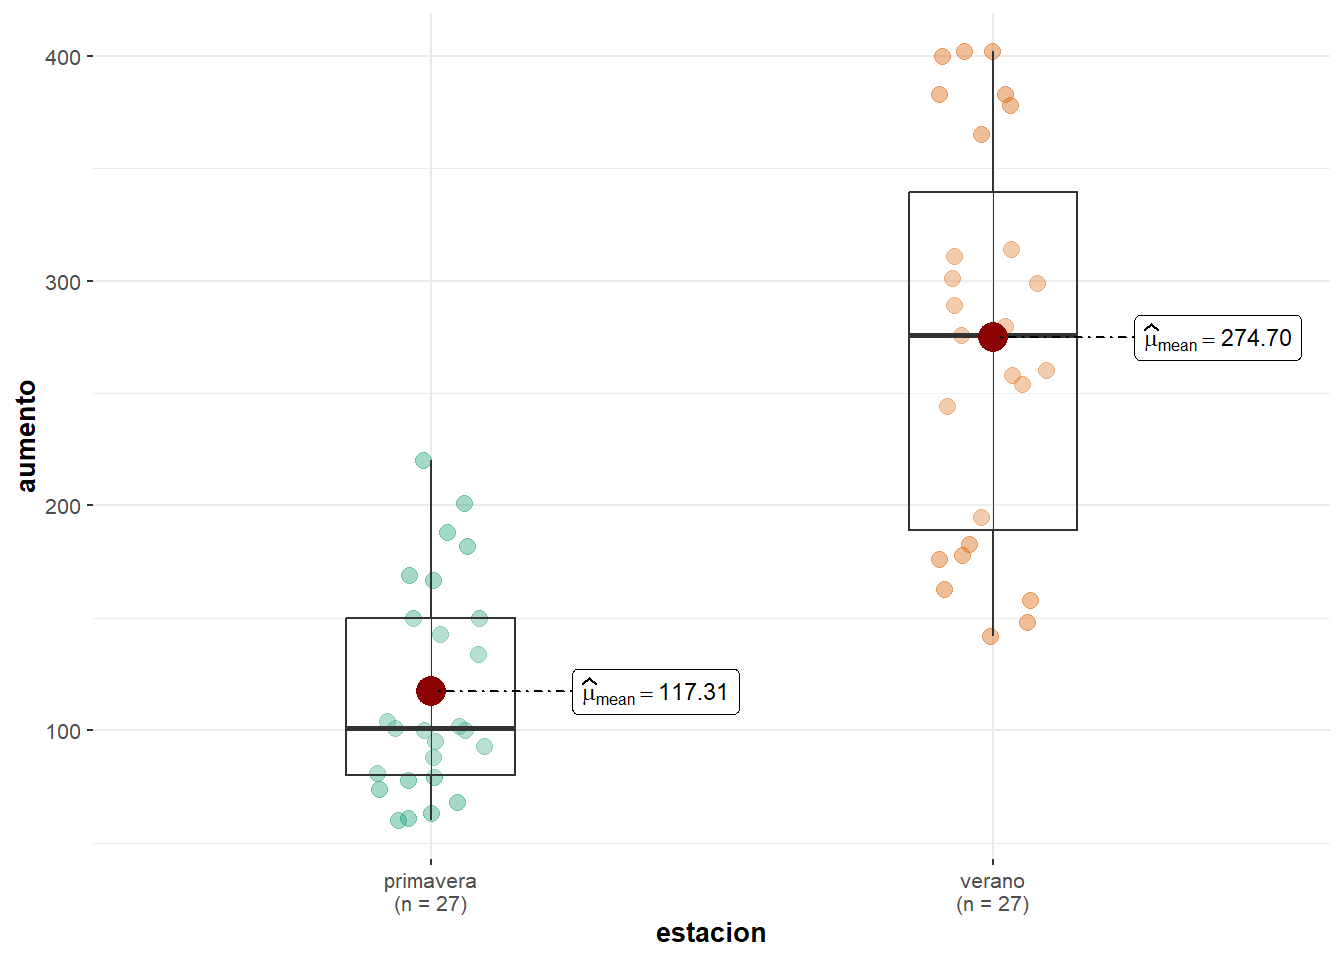 400
300
200
100
aumento
μ̂mean = 274.70
μ̂mean = 117.31
primavera
(n = 27)
verano
(n = 27)
estacion